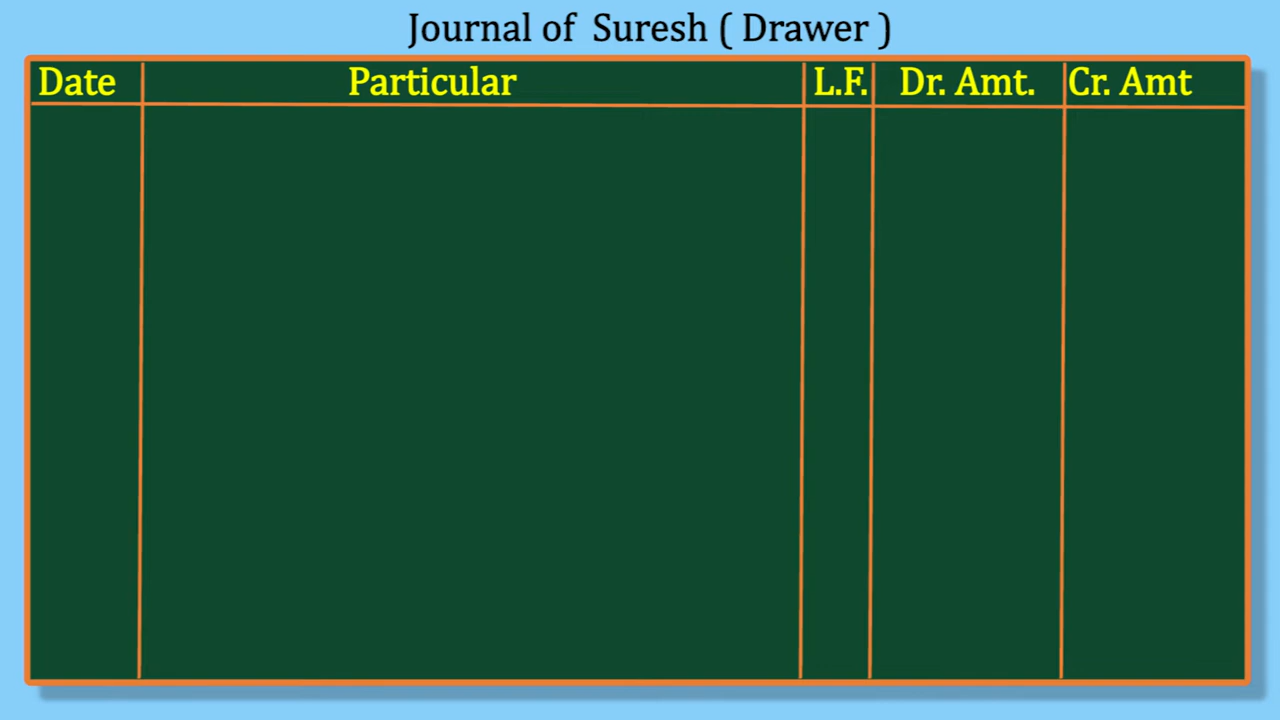 Journal of Suresh ( Drawer )
Date Particular L.F. Dr. Amt. Cr. Amt